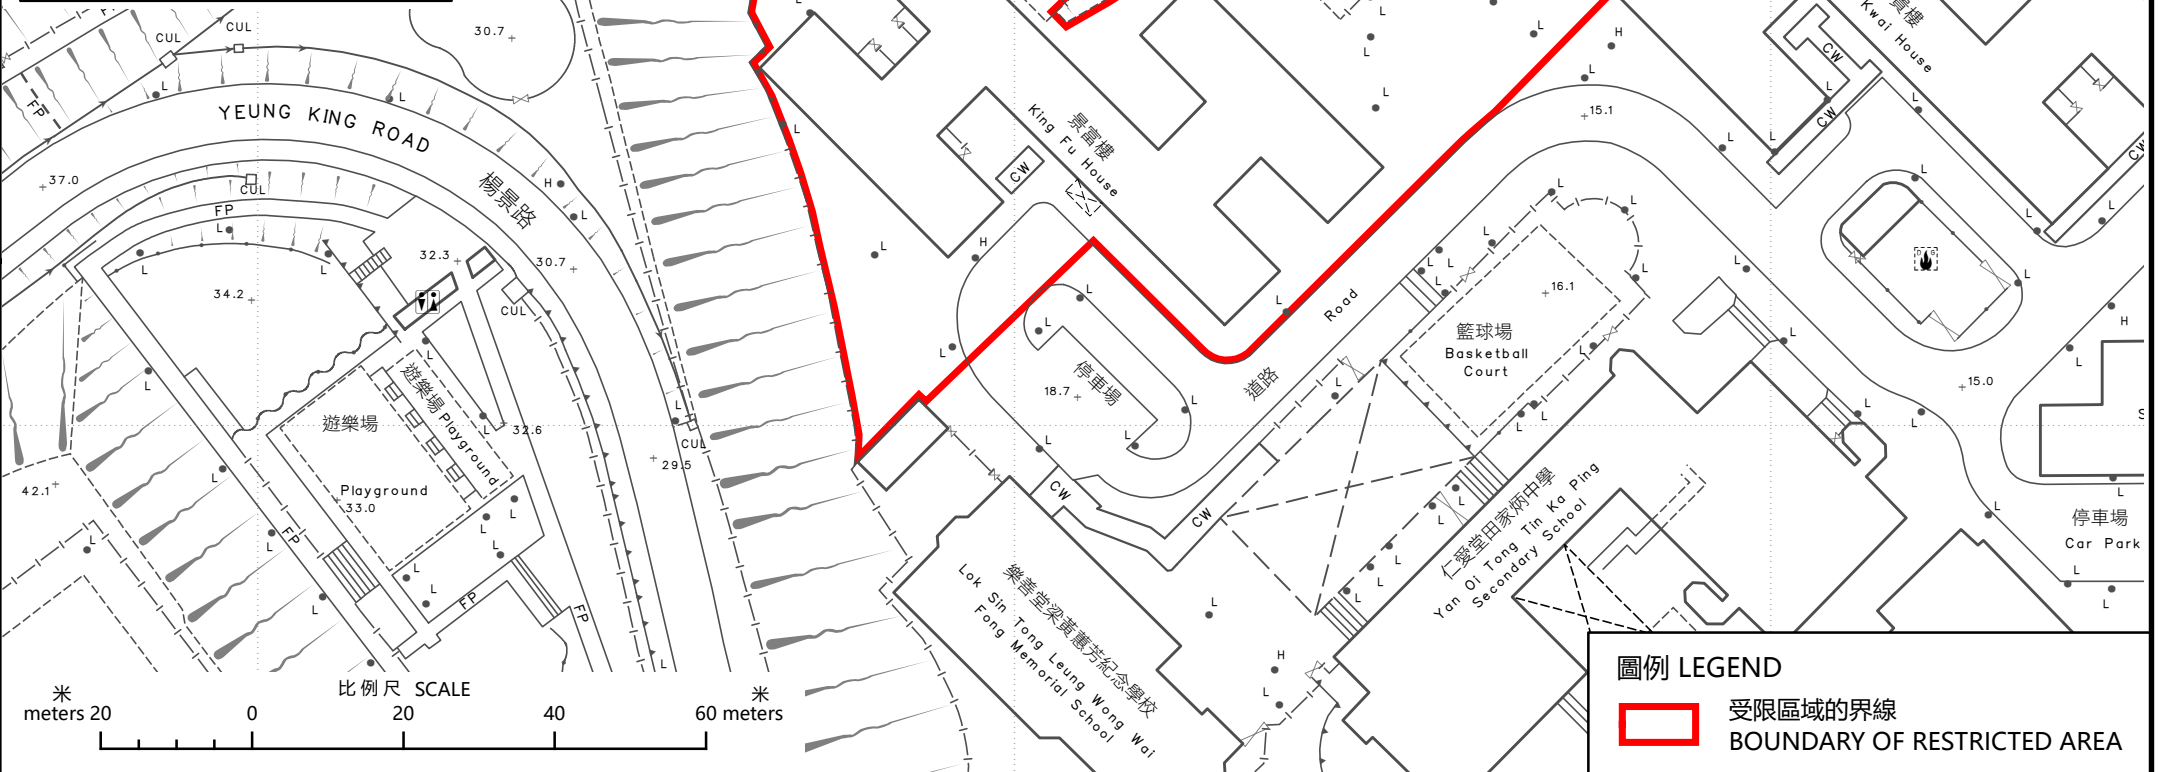 CUL
CUL
30.7
FP
L
L
YEUNG KING ROAD
楊景路
37.0
CUL
FP
L
L
L
34.2
32.3
30.7
CUL
H
L
L
遊樂場
Playground
33.0
遊樂場
Playground
L
L
32.6
29.5
L
CUL
42.1
L
L
L
L
L
L
L
L
L
L
FP
FP
FP
L
L
L
景富樓
King Fu House
CW
L
H
L
L
L
L
L
H
L
15.1
L
L
L
貴樓
Kwai House
CW
CW
L
L
L
L
CW
L
L
L
L
停車場
18.7
L
L
L
L
道路
Road
L
L
L
L
L
L
L
L
籃球場
Basketball
Court
16.1
L
L
L
L
L
15.0
H
L
L
L
L
S
停車場
Car Park
L
L
L
L
CW
CW
樂善堂梁黃蕙芳紀念學校
Lok Sin Tong Leung Wong Wai
Fong Memorial School
仁愛堂田家炳中學
Yan Oi Tong Tin Ka Ping
Secondary School
L
L
L
L
L
L
L
H
L
比例尺 SCALE
米
meters 20 0 20 40 60 meters
米
圖例 LEGEND
受限區域的界線
BOUNDARY OF RESTRICTED AREA